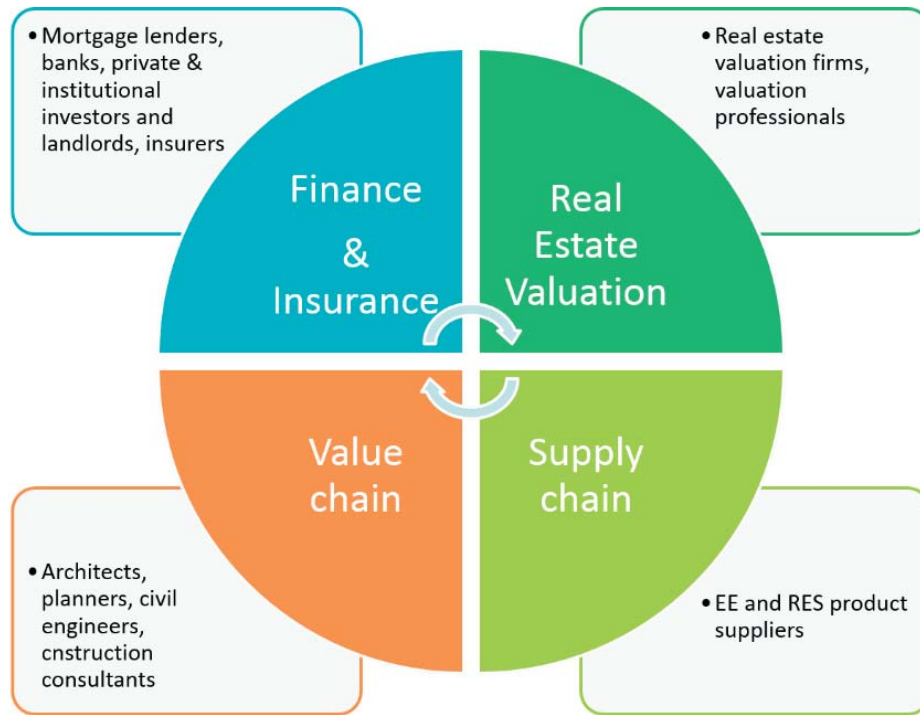 • Mortgage lenders,
banks, private &
institutional
investors and
landlords, insurers
• Real estate
valuation firms,
valuation
professionals
Finance
&
Insurance
Real
Estate
Valuation
Value
chain
Supply
chain
• Architects,
planners, civil
engineers,
cnstruction
consultants
• EE and RES product
suppliers